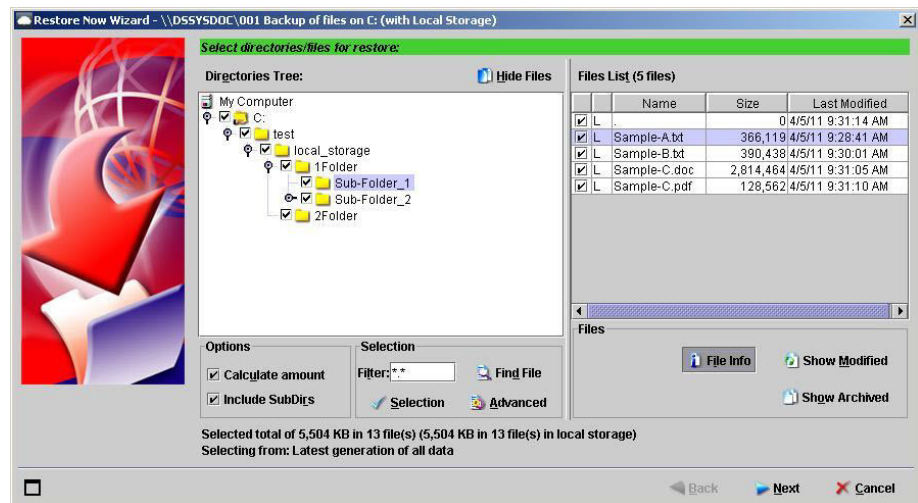 Restore Now Wizard - \\DSSYSDOC\001 Backup of files on C: (with Local Storage)
Select directories/files for restore:
Directories Tree:
Hide Files
My Computer
C:
test
local_storage
1Folder
Sub-Folder_1
Sub-Folder_2
2Folder
Files List (5 files)
Name Size Last Modified
L . 0 4/5/11 9:31:14 AM
L Sample-A.txt 366,119 4/5/11 9:28:41 AM
L Sample-B.txt 390,438 4/5/11 9:30:01 AM
L Sample-C.doc 2,814,464 4/5/11 9:31:05 AM
L Sample-C.pdf 128,562 4/5/11 9:31:10 AM
Options
Calculate amount
Include SubDirs
Selection
Filter: *.*
Find File
Selection
Advanced
Files
File Info
Show Modified
Show Archived
Selected total of 5,504 KB in 13 file(s) (5,504 KB in 13 file(s) in local storage)
Selecting from: Latest generation of all data
Back
Next
Cancel